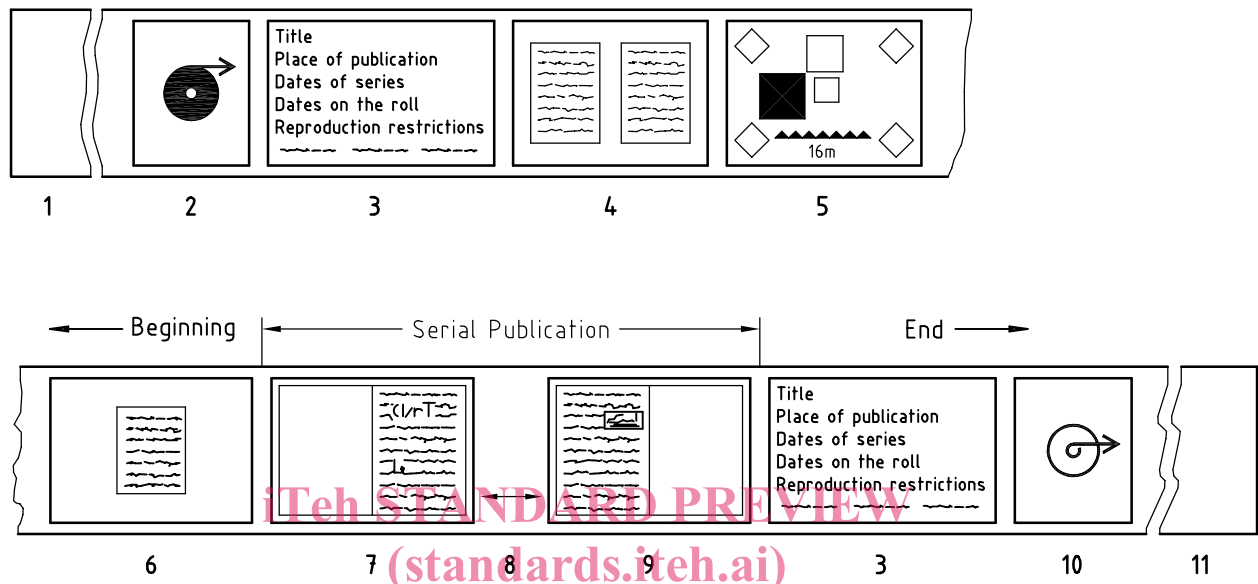 Title
Place of publication
Dates of series
Dates on the roll
Reproduction restrictions
16m
1 2 3 4 5
Beginning Serial Publication End
Title
Place of publication
Dates of series
Dates on the roll
Reproduction restrictions
iTeh STANDARD PREVIEW
6 7 8 9 3 10 11
(standards.iteh.ai)